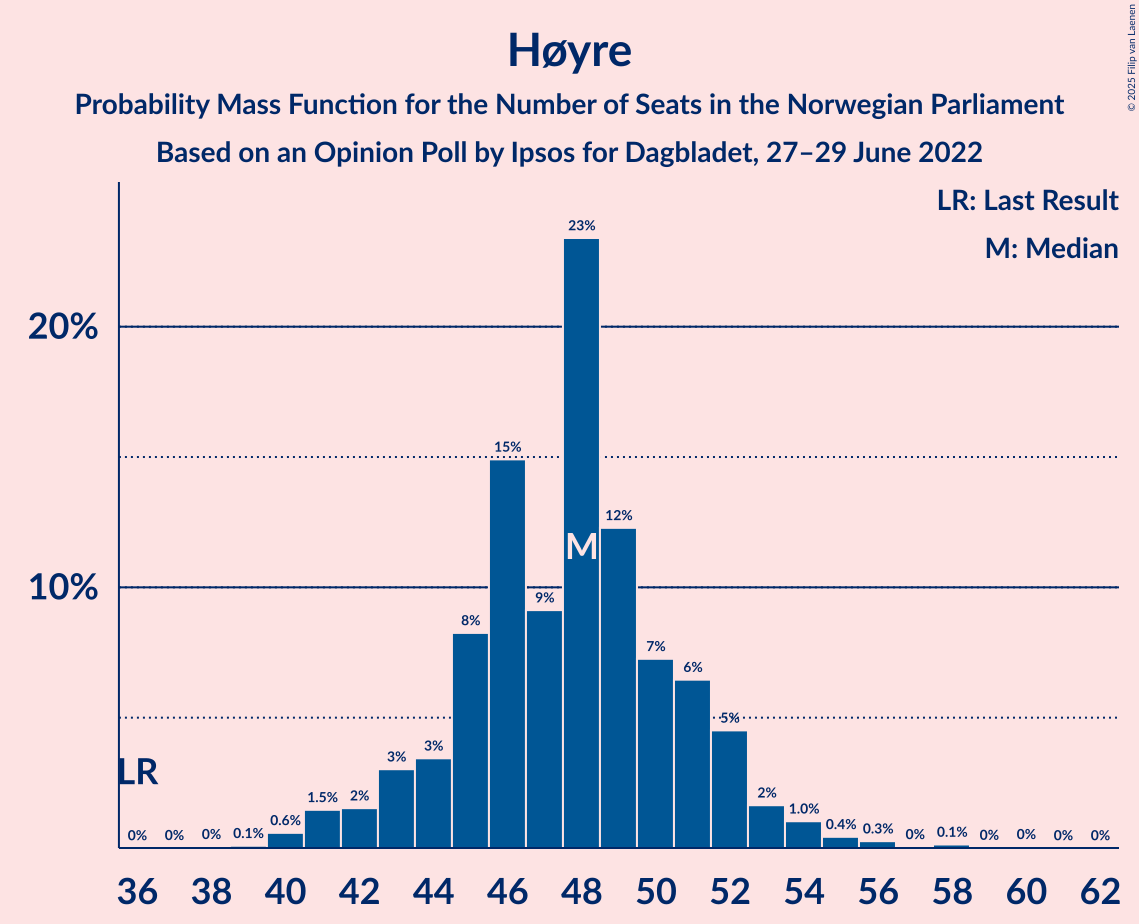 Høyre
Probability Mass Function for the Number of Seats in the Norwegian Parliament
Based on an Opinion Poll by Ipsos for Dagbladet, 27–29 June 2022
© 2025 Filip van Laenen
LR: Last Result
M: Median
20%
10%
LR
M
0% 0% 0% 0.1% 0.6% 1.5% 2% 3% 3% 8% 15% 9% 23% 12% 7% 6% 5% 2% 1.0% 0.4% 0.3% 0% 0.1% 0% 0% 0% 0%
36 38 40 42 44 46 48 50 52 54 56 58 60 62